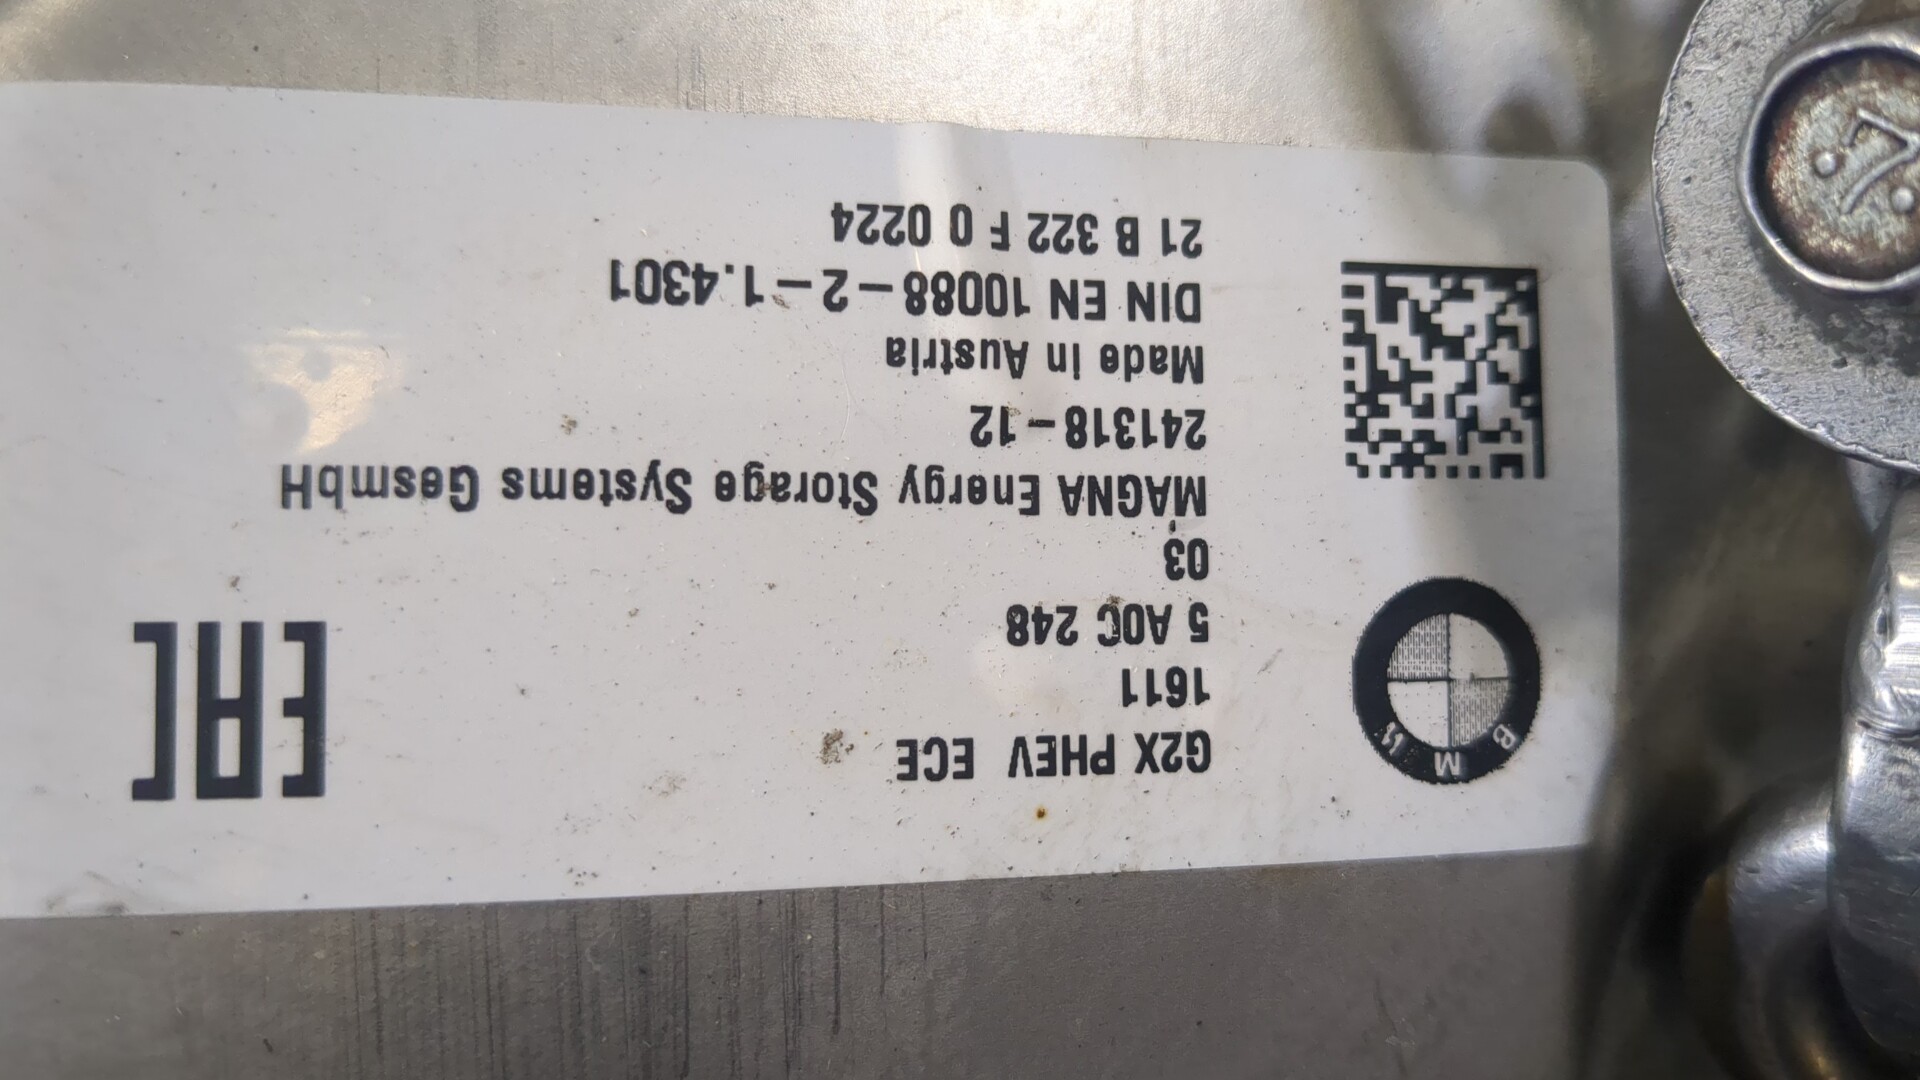 BMW
G2X PHEV ECE
1611
5 A0C 248
03
MAGNA Energy Storage Systems GesmbH
241318-12
Made in Austria
DIN EN 10088-2-1.4301
21 B 322 F 0 0224
EAC